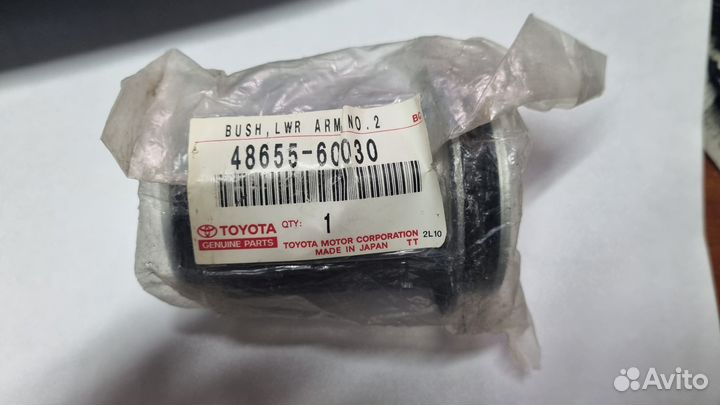 BUSH, LWR ARM NO.2
48655-60030
TOYOTA
GENUINE PARTS
QTY: 1
TOYOTA MOTOR CORPORATION
MADE IN JAPAN TT
2L10
Avito